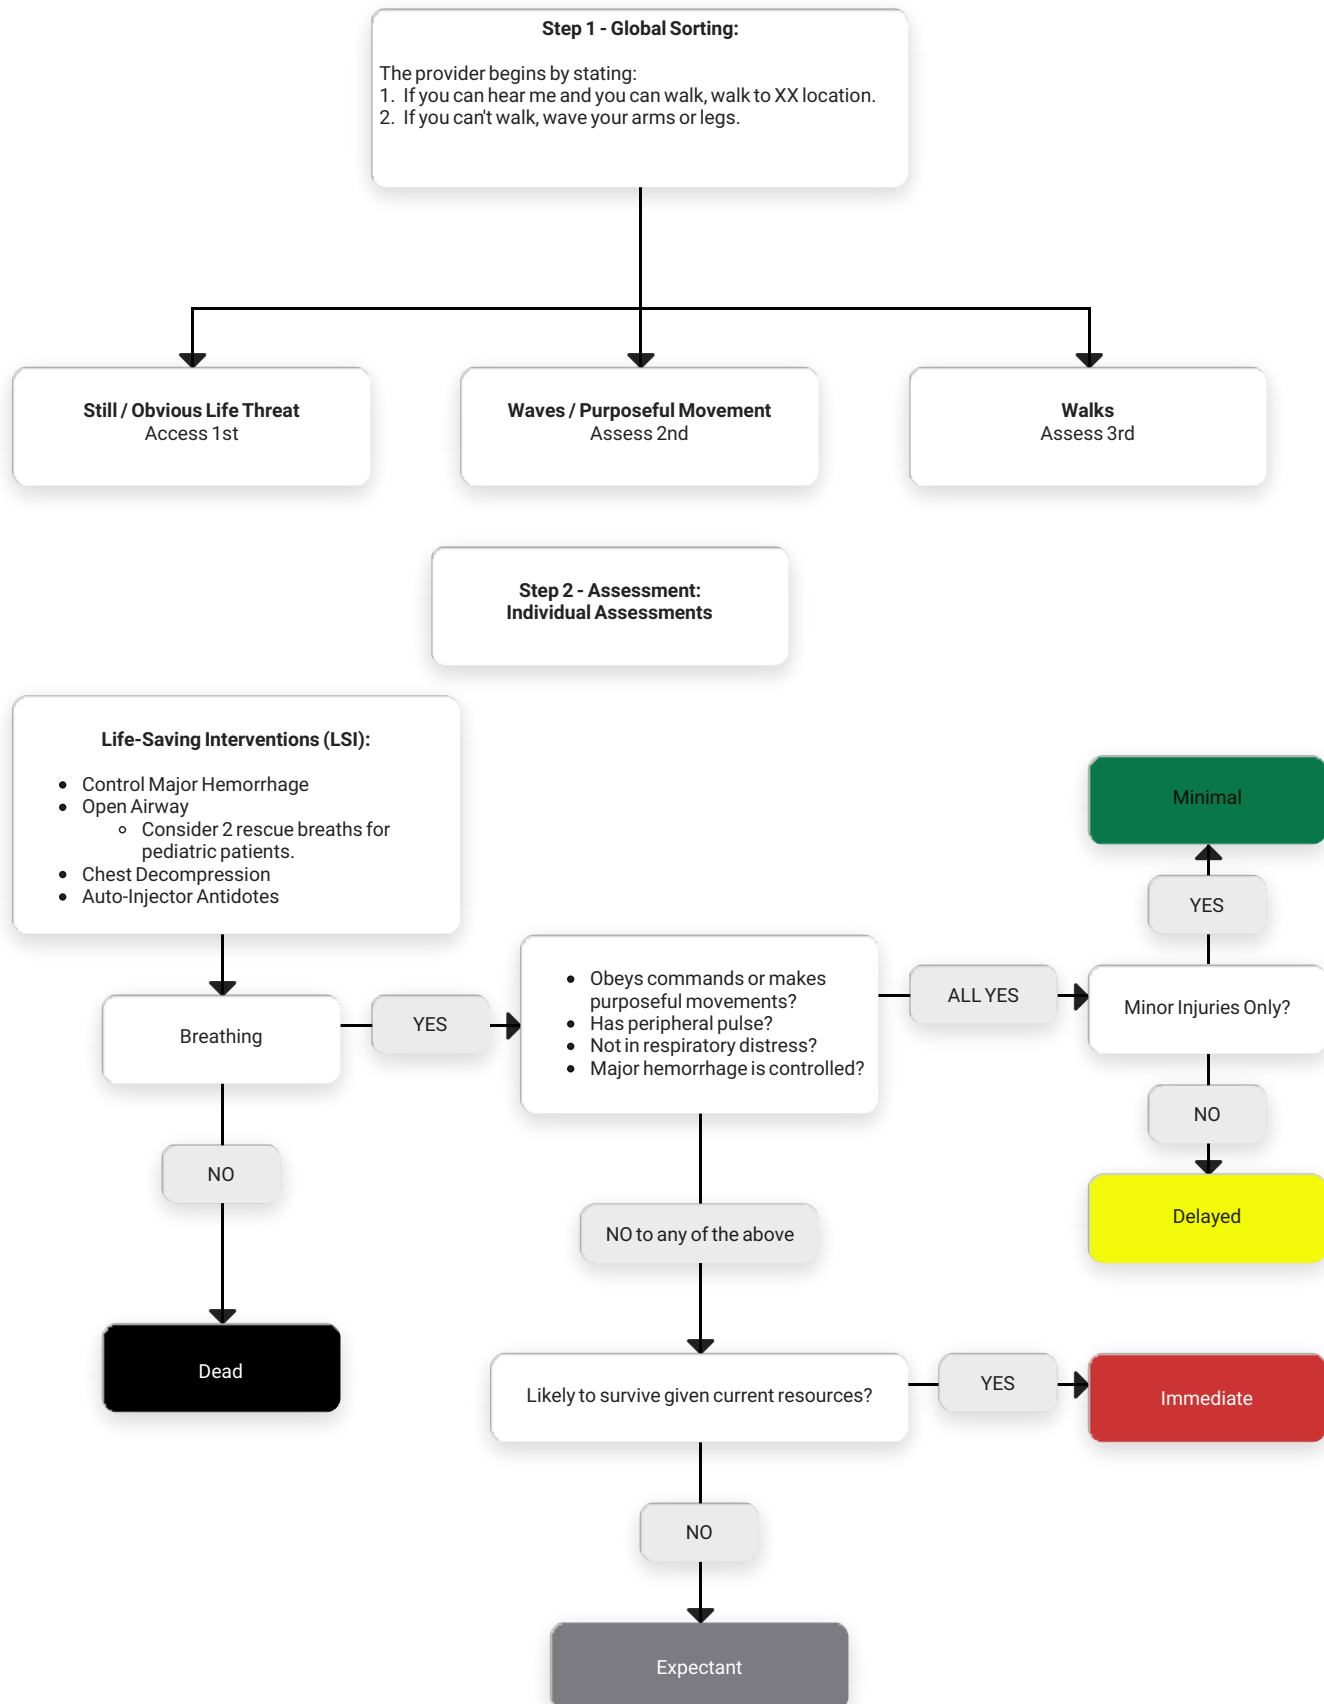 Step 1 - Global Sorting:
The provider begins by stating:
1. If you can hear me and you can walk, walk to XX location.
2. If you can't walk, wave your arms or legs.
Still / Obvious Life Threat
Access 1st
Waves / Purposeful Movement
Assess 2nd
Walks
Assess 3rd
Step 2 - Assessment:
Individual Assessments
Life-Saving Interventions (LSI):
• Control Major Hemorrhage
• Open Airway
◦ Consider 2 rescue breaths for
pediatric patients.
• Chest Decompression
• Auto-Injector Antidotes
Minimal
YES
Breathing
YES
• Obeys commands or makes
purposeful movements?
• Has peripheral pulse?
• Not in respiratory distress?
• Major hemorrhage is controlled?
ALL YES
Minor Injuries Only?
NO
NO
Delayed
NO to any of the above
Dead
Likely to survive given current resources?
YES
Immediate
NO
Expectant